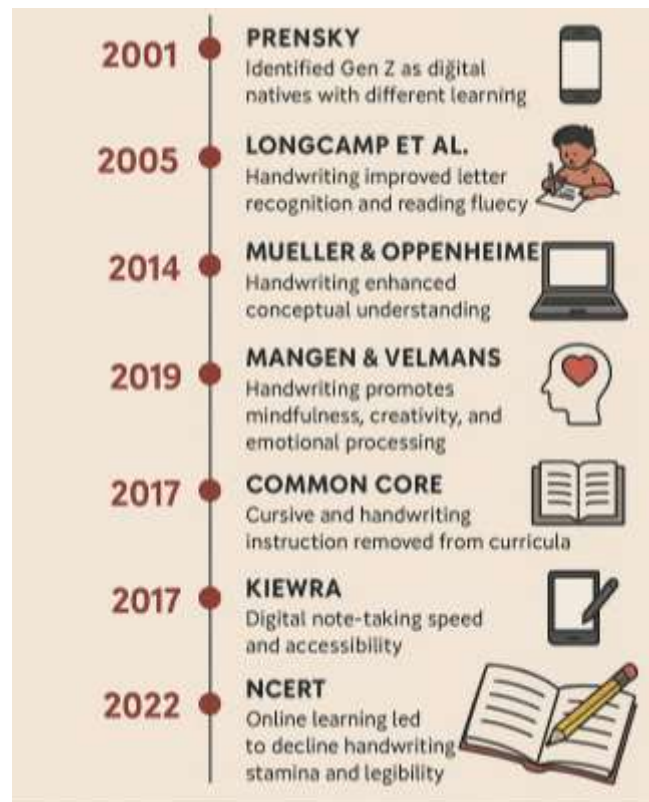 2001
PRENSKY
Identified Gen Z as digital
natives with different learning
2005
LONGCAMP ET AL.
Handwriting improved letter
recognition and reading fluecy
2014
MUELLER & OPPENHEIME
Handwriting enhanced
conceptual understanding
2019
MANGEN & VELMANS
Handwriting promotes
mindfulness, creativity, and
emotional processing
2017
COMMON CORE
Cursive and handwriting
instruction removed from curricula
2017
KIEWRA
Digital note-taking speed
and accessibility
2022
NCERT
Online learning led
to decline handwriting
stamina and legibility